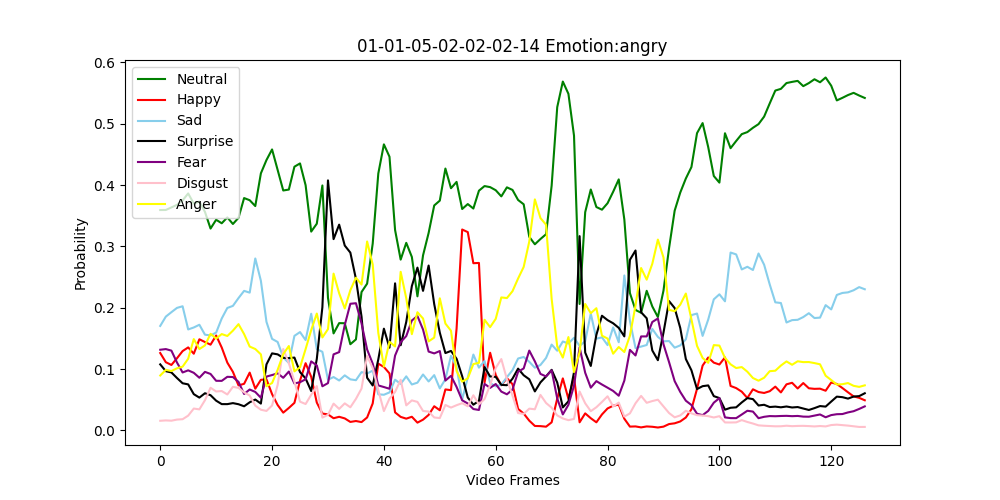 01-01-05-02-02-02-14 Emotion:angry
0.6
0.5
0.4
0.3
0.2
0.1
0.0
Probability
Neutral
Happy
Sad
Surprise
Fear
Disgust
Anger
0 20 40 60 80 100 120
Video Frames